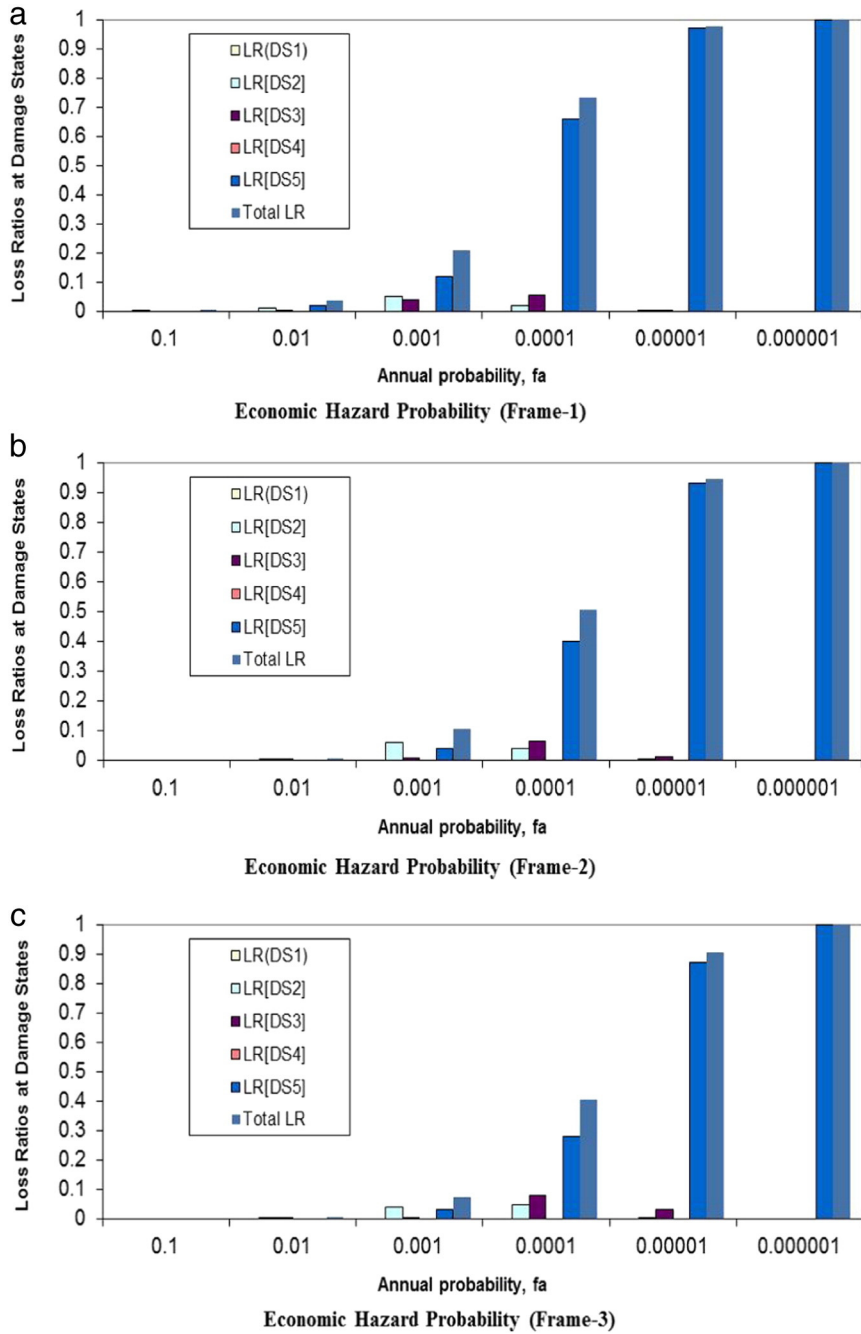 a
Loss Ratios at Damage States
1
0.9
0.8
0.7
0.6
0.5
0.4
0.3
0.2
0.1
0
LR(DS1)
LR[DS2]
LR[DS3]
LR[DS4]
LR[DS5]
Total LR
0.1 0.01 0.001 0.0001 0.00001 0.000001
Annual probability, fa
Economic Hazard Probability (Frame-1)
b
Loss Ratios at Damage States
1
0.9
0.8
0.7
0.6
0.5
0.4
0.3
0.2
0.1
0
LR(DS1)
LR[DS2]
LR[DS3]
LR[DS4]
LR[DS5]
Total LR
0.1 0.01 0.001 0.0001 0.00001 0.000001
Annual probability, fa
Economic Hazard Probability (Frame-2)
c
Loss Ratios at Damage States
1
0.9
0.8
0.7
0.6
0.5
0.4
0.3
0.2
0.1
0
LR(DS1)
LR[DS2]
LR[DS3]
LR[DS4]
LR[DS5]
Total LR
0.1 0.01 0.001 0.0001 0.00001 0.000001
Annual probability, fa
Economic Hazard Probability (Frame-3)